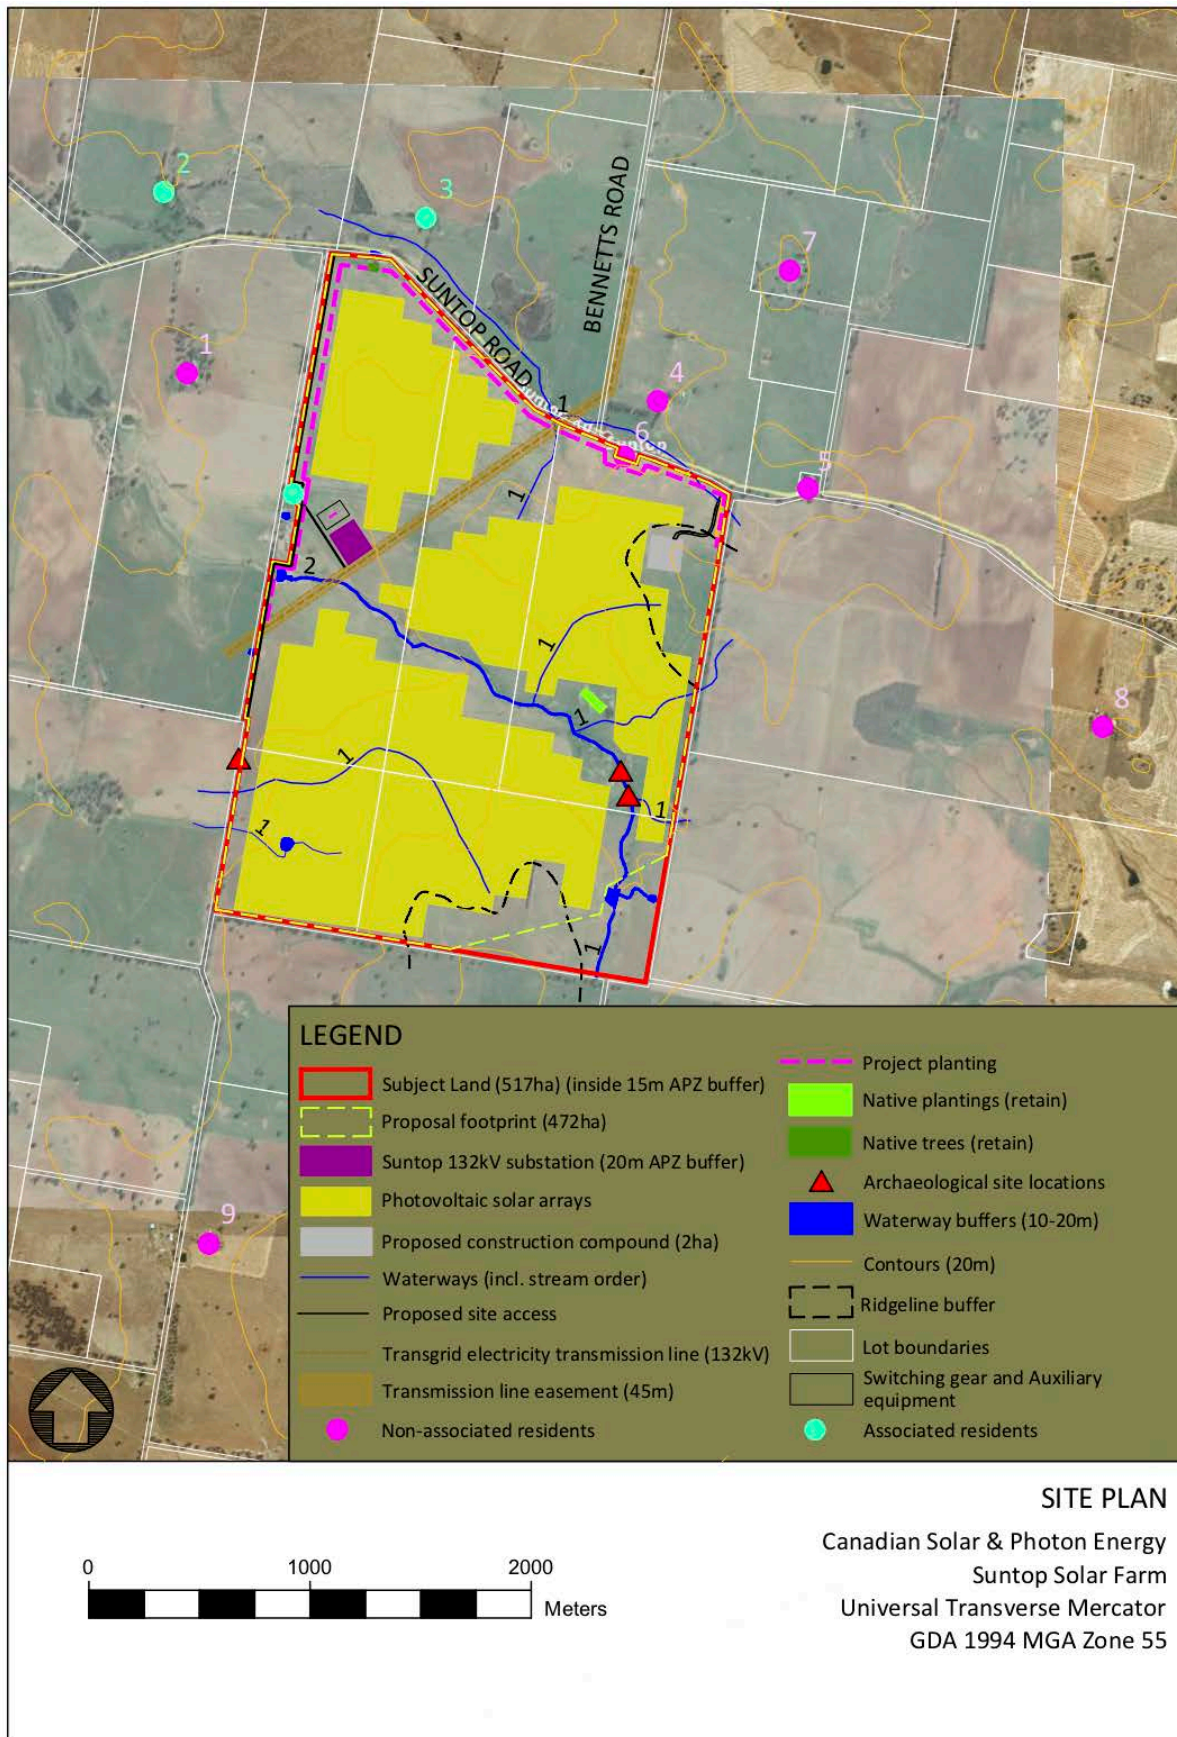 2
3
BENNETTS ROAD
7
SUNTOP ROAD
1
4
1
6
5
1
2
1
8
1
1
1
1
1
LEGEND
Subject Land (517ha) (inside 15m APZ buffer)
Proposal footprint (472ha)
Suntop 132kV substation (20m APZ buffer)
Photovoltaic solar arrays
Proposed construction compound (2ha)
Waterways (incl. stream order)
Proposed site access
Transgrid electricity transmission line (132kV)
Transmission line easement (45m)
Non-associated residents
Project planting
Native plantings (retain)
Native trees (retain)
Archaeological site locations
Waterway buffers (10-20m)
Contours (20m)
Ridgeline buffer
Lot boundaries
Switching gear and Auxiliary
equipment
Associated residents
9
SITE PLAN
Canadian Solar & Photon Energy
Suntop Solar Farm
Universal Transverse Mercator
GDA 1994 MGA Zone 55
0 1000 2000
Meters